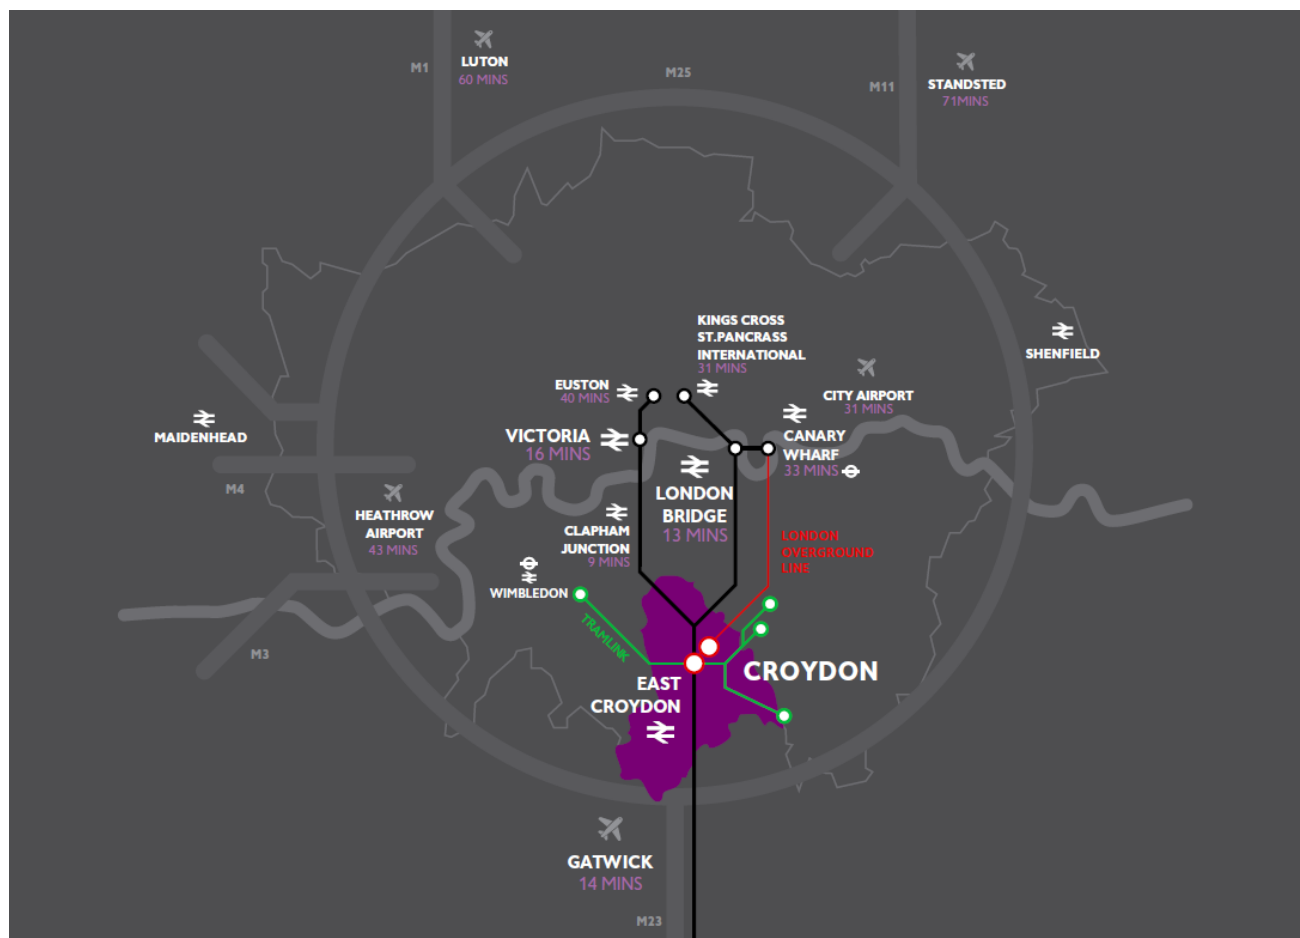 LUTON
60 MINS
M1
M25
M11
STANDSTED
71MINS
KINGS CROSS
ST.PANCRASS
INTERNATIONAL
31 MINS
SHENFIELD
EUSTON
40 MINS
CITY AIRPORT
31 MINS
MAIDENHEAD
VICTORIA
16 MINS
CANARY
WHARF
33 MINS
M4
HEATHROW
AIRPORT
43 MINS
LONDON
BRIDGE
13 MINS
CLAPHAM
JUNCTION
9 MINS
LONDON
OVERGROUND
LINE
WIMBLEDON
TRAMLINK
M3
CROYDON
EAST
CROYDON
GATWICK
14 MINS
M23